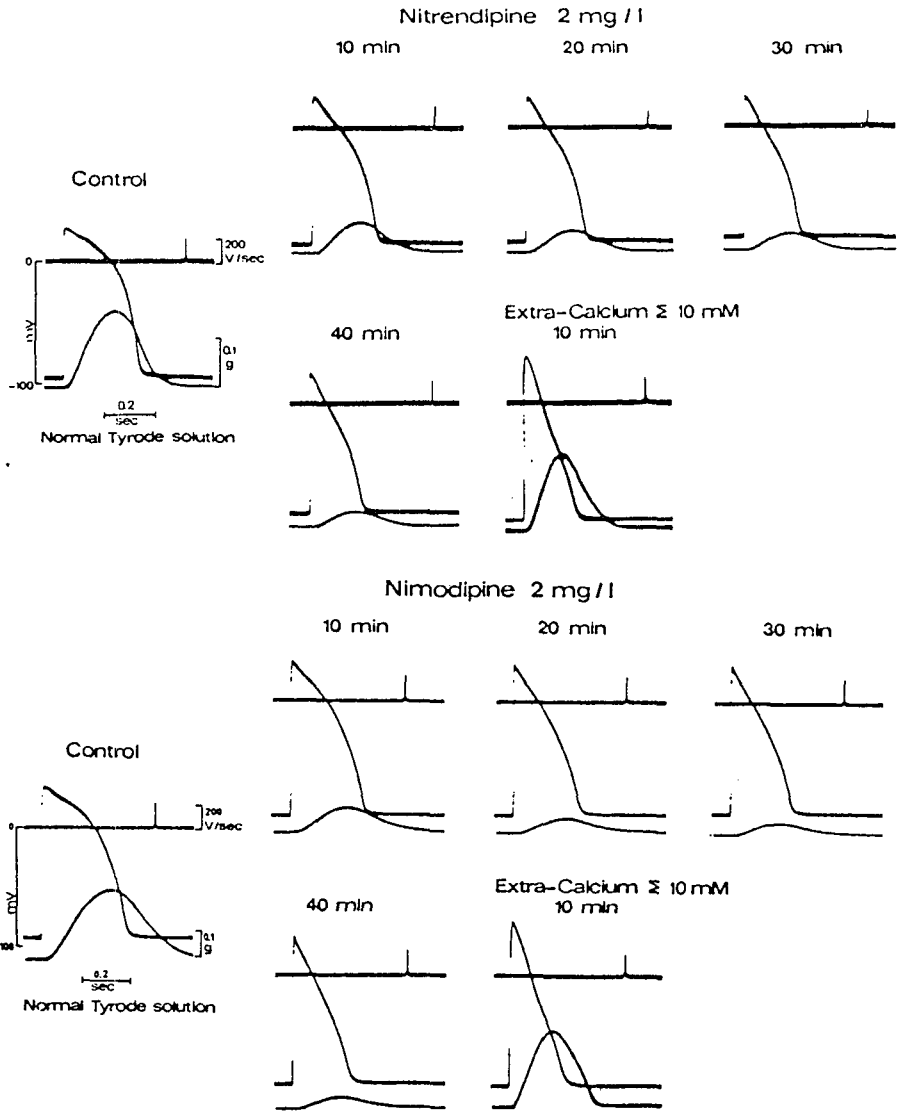 Nitrendipine 2 mg/l
10 min
20 min
30 min
Control
200
V/sec
0
mV
-100
0.1
g
0.2
sec
Normal Tyrode solution
40 min
Extra-Calcium Σ 10 mM
10 min
Nimodipine 2 mg/l
10 min
20 min
30 min
Control
200
V/sec
0
mV
100
0.1
g
0.2
sec
Normal Tyrode solution
40 min
Extra-Calcium Σ 10 mM
10 min